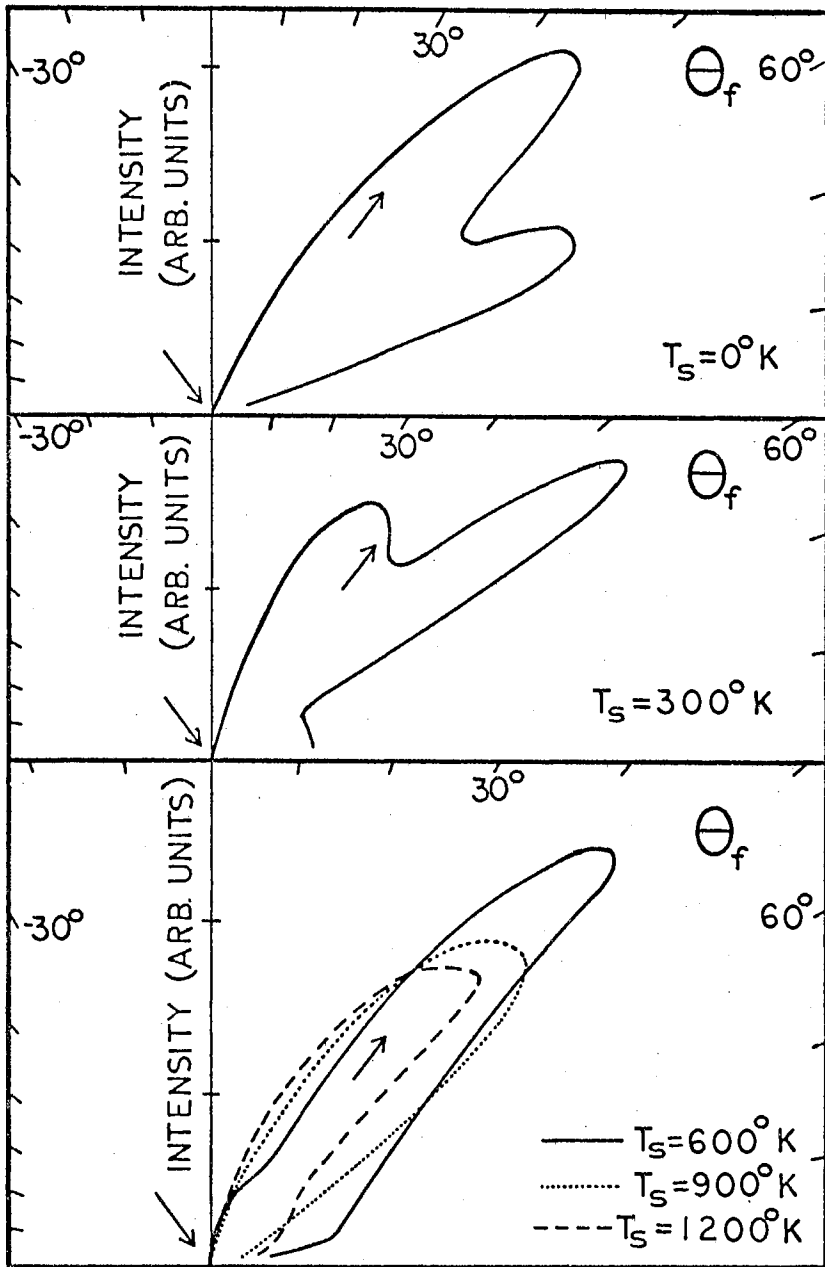 30°
-30°
Θf
60°
INTENSITY
(ARB. UNITS)
Ts=0°K
-30°
30°
60°
Θf
INTENSITY
(ARB. UNITS)
Ts=300°K
30°
Θf
-30°
60°
INTENSITY (ARB. UNITS)
Ts=600°K
Ts=900°K
Ts=1200°K